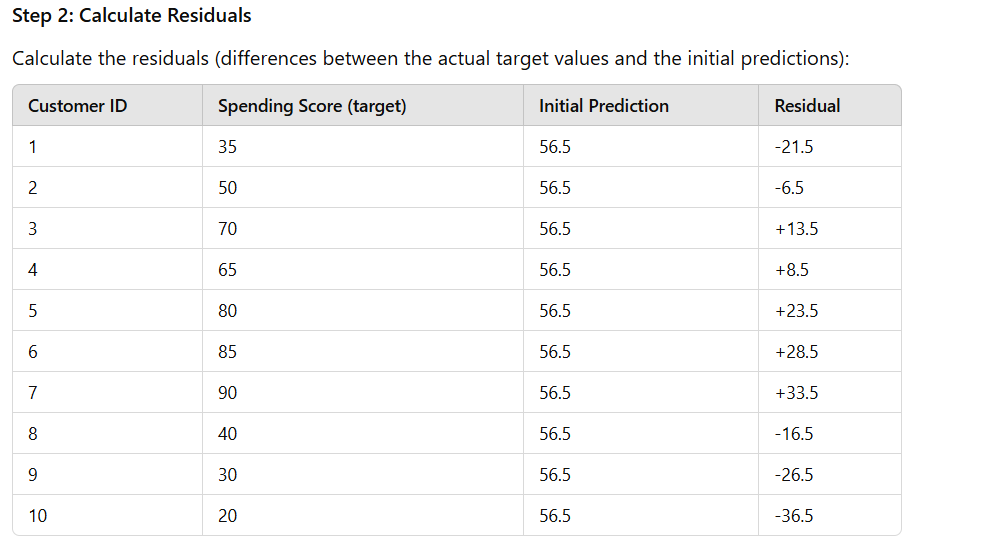 Step 2: Calculate Residuals
Calculate the residuals (differences between the actual target values and the initial predictions):
Customer ID Spending Score (target) Initial Prediction Residual
1 35 56.5 -21.5
2 50 56.5 -6.5
3 70 56.5 +13.5
4 65 56.5 +8.5
5 80 56.5 +23.5
6 85 56.5 +28.5
7 90 56.5 +33.5
8 40 56.5 -16.5
9 30 56.5 -26.5
10 20 56.5 -36.5